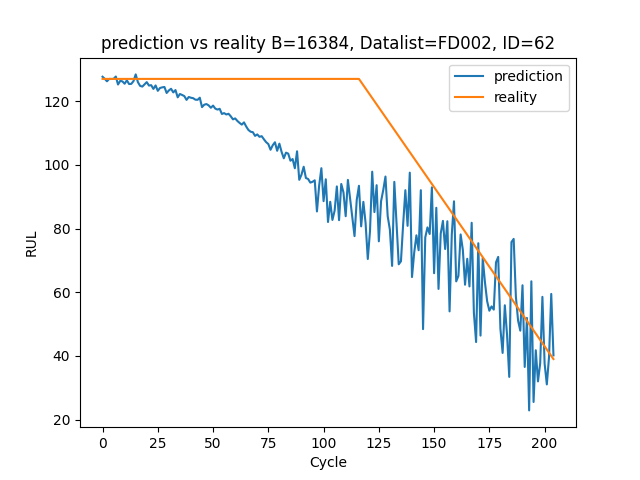 prediction vs reality B=16384, Datalist=FD002, ID=62
prediction
reality
RUL
120
100
80
60
40
20
0 25 50 75 100 125 150 175 200
Cycle